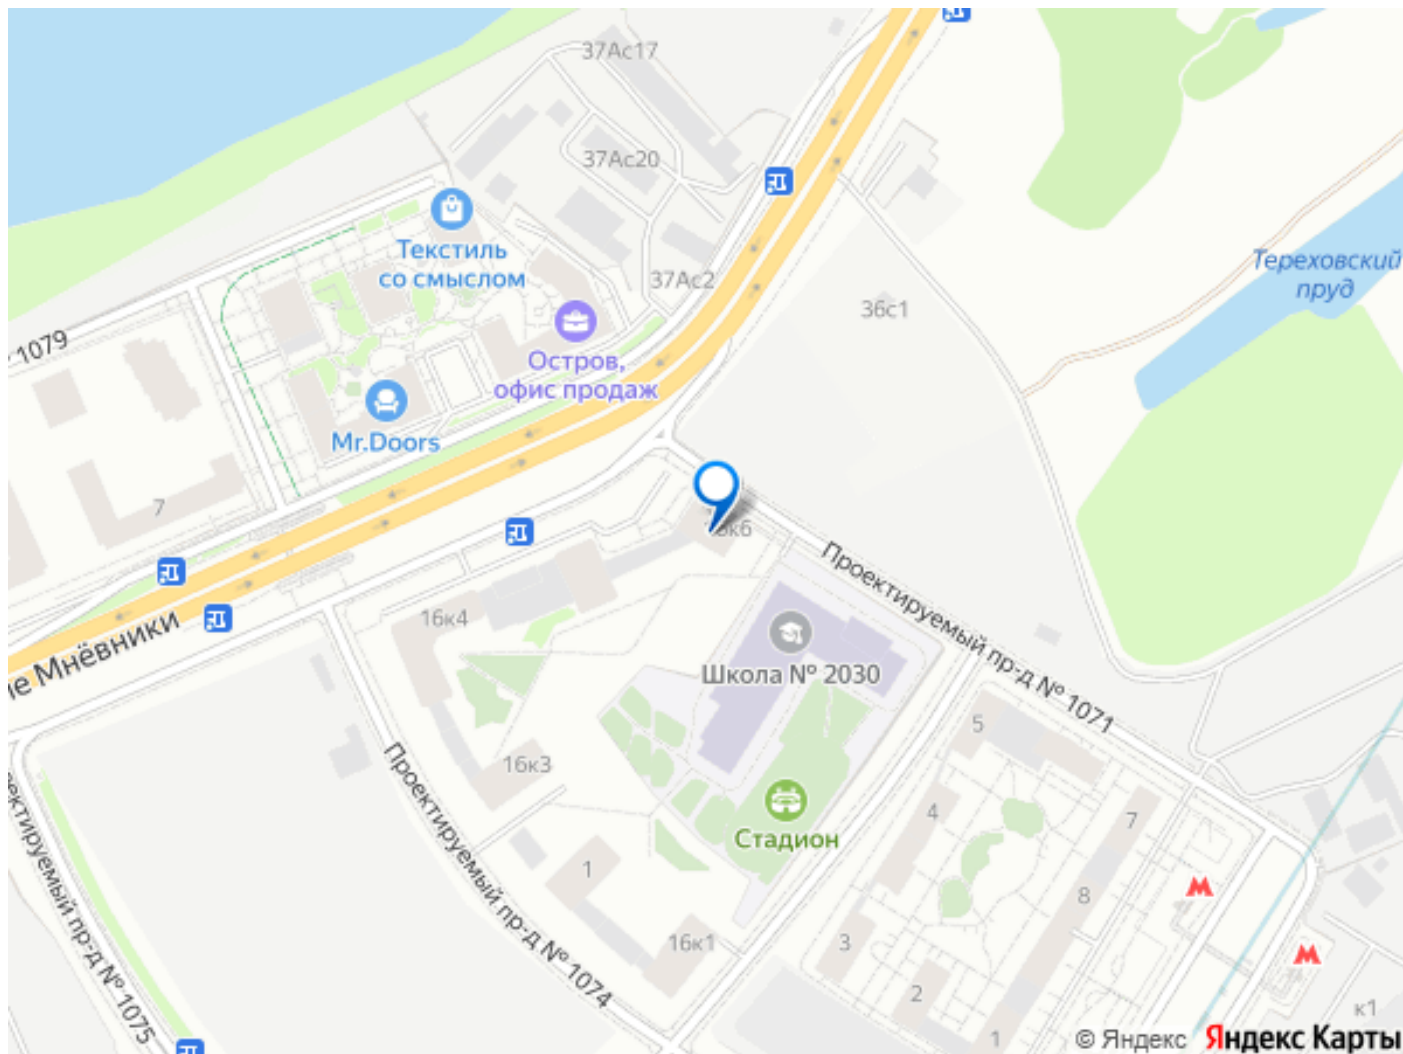 37Ас17
37Ас20
Текстиль
со смыслом
37Ас2
Тереховский
пруд
36с1
1079
Остров,
офис продаж
Mr.Doors
7
Проектируемый пр-д № 1071
16к4
Мнёвники
Школа № 2030
5
16к3
Проектируемый пр-д № 1074
Стадион
4
7
1
8
16к1
3
2
1
к1
пр-д № 1075
© Яндекс Яндекс Карты